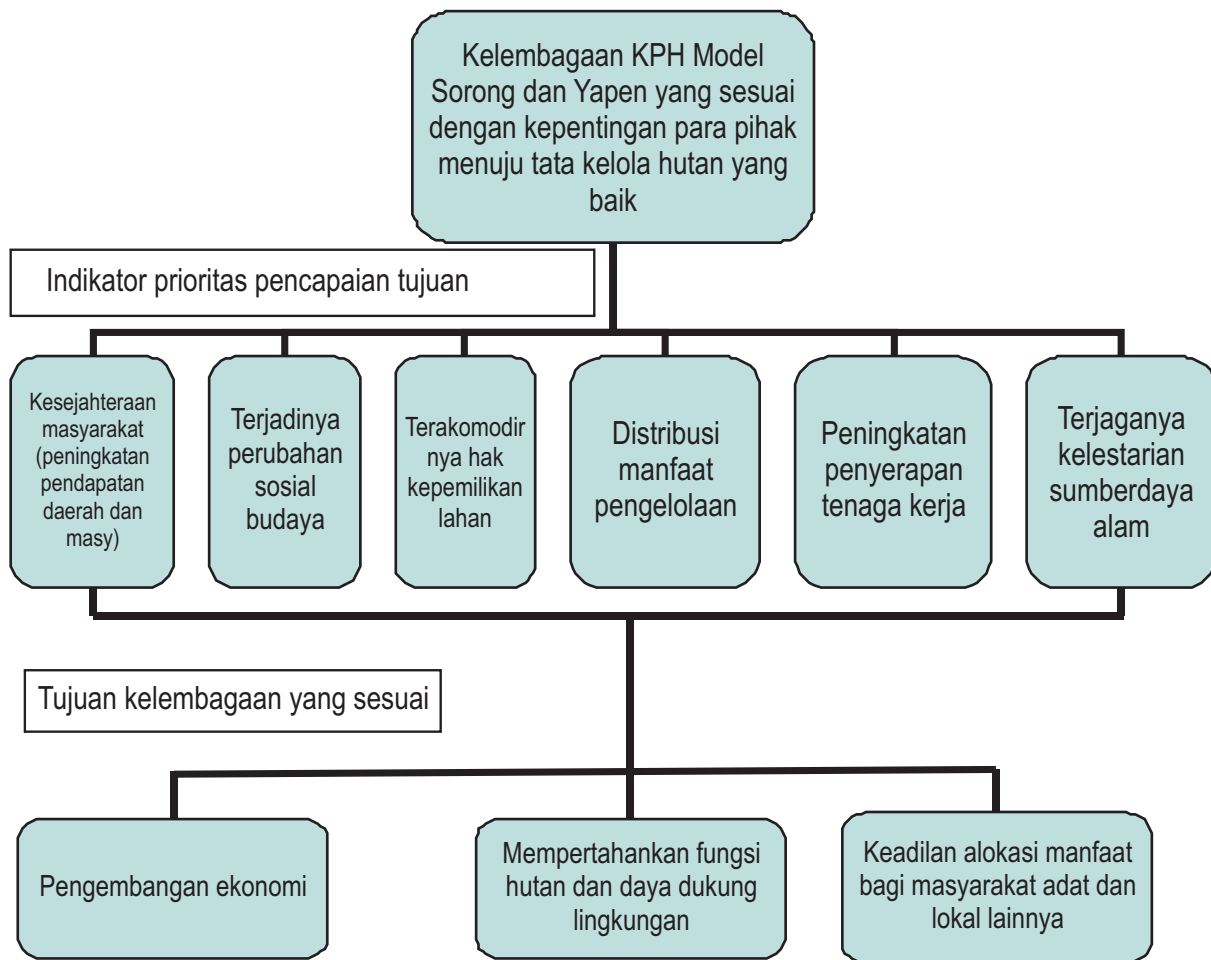 Kelembagaan KPH Model
Sorong dan Yapen yang sesuai
dengan kepentingan para pihak
menuju tata kelola hutan yang
baik
Indikator prioritas pencapaian tujuan
Kesejahteraan
masyarakat
(peningkatan
pendapatan
daerah dan
masy)
Terjadinya
perubahan
sosial
budaya
Terakomodir
nya hak
kepemilikan
lahan
Distribusi
manfaat
pengelolaan
Peningkatan
penyerapan
tenaga kerja
Terjaganya
kelestarian
sumberdaya
alam
Tujuan kelembagaan yang sesuai
Pengembangan ekonomi
Mempertahankan fungsi
hutan dan daya dukung
lingkungan
Keadilan alokasi manfaat
bagi masyarakat adat dan
lokal lainnya